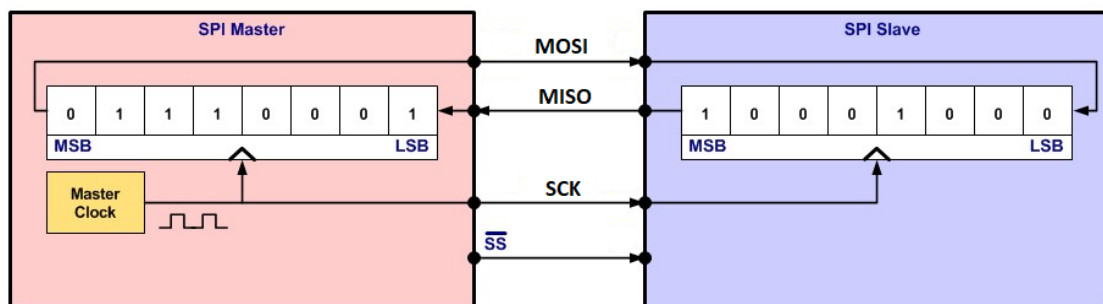 SPI Master
SPI Slave
MOSI
MISO
0 1 1 1 0 0 0 1
1 0 0 0 1 0 0 0
MSB LSB
MSB LSB
Master
Clock
SCK
SS